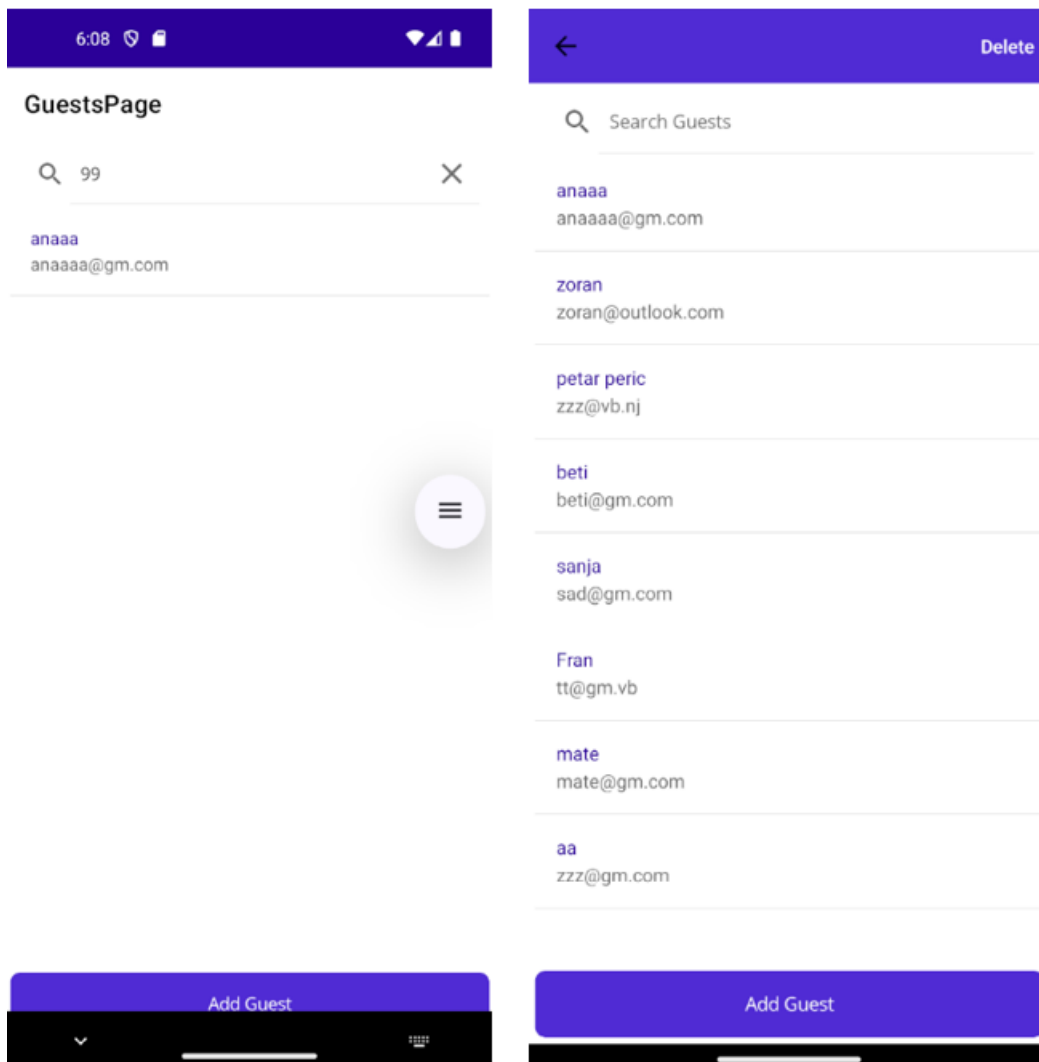 6:08
GuestsPage
99
anaaa
anaaaa@gm.com
Add Guest
Delete
Search Guests
anaaa
anaaaa@gm.com
zoran
zoran@outlook.com
petar peric
zzz@vb.nj
beti
beti@gm.com
sanja
sad@gm.com
Fran
tt@gm.vb
mate
mate@gm.com
aa
zzz@gm.com
Add Guest